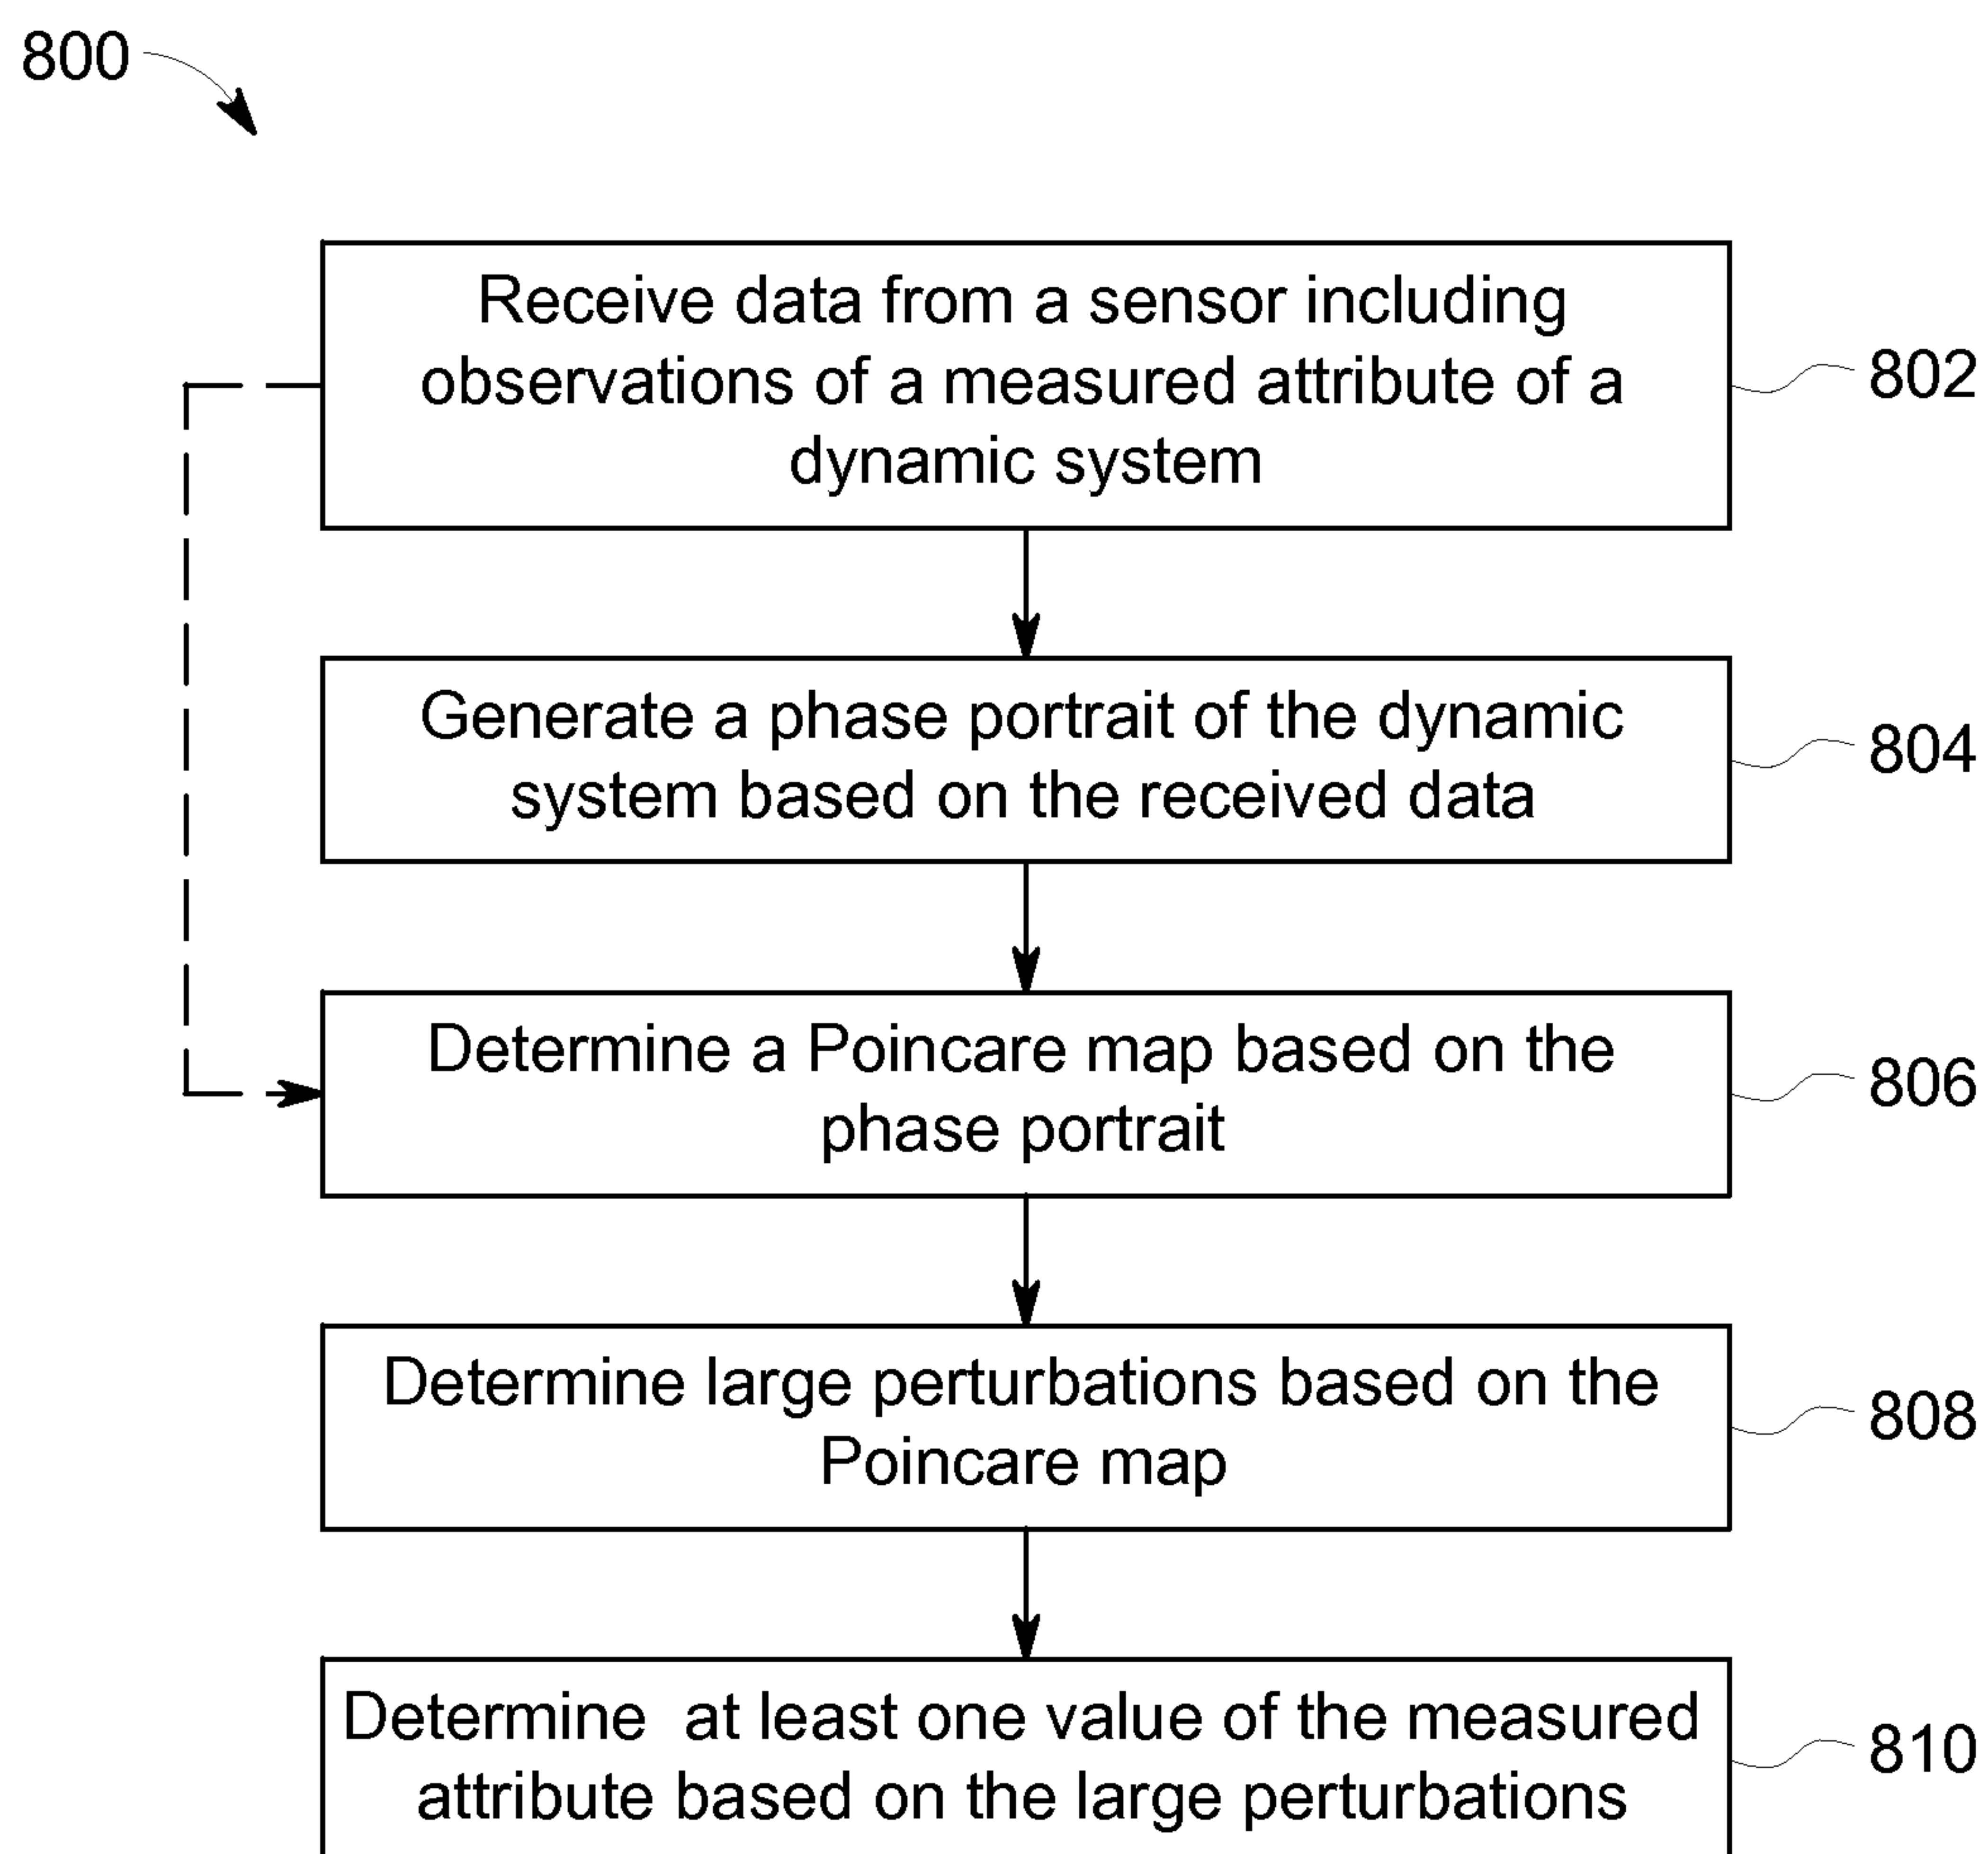 800
Receive data from a sensor including
observations of a measured attribute of a
dynamic system
802
Generate a phase portrait of the dynamic
system based on the received data
804
Determine a Poincare map based on the
phase portrait
806
Determine large perturbations based on the
Poincare map
808
Determine  at least one value of the measured
attribute based on the large perturbations
810